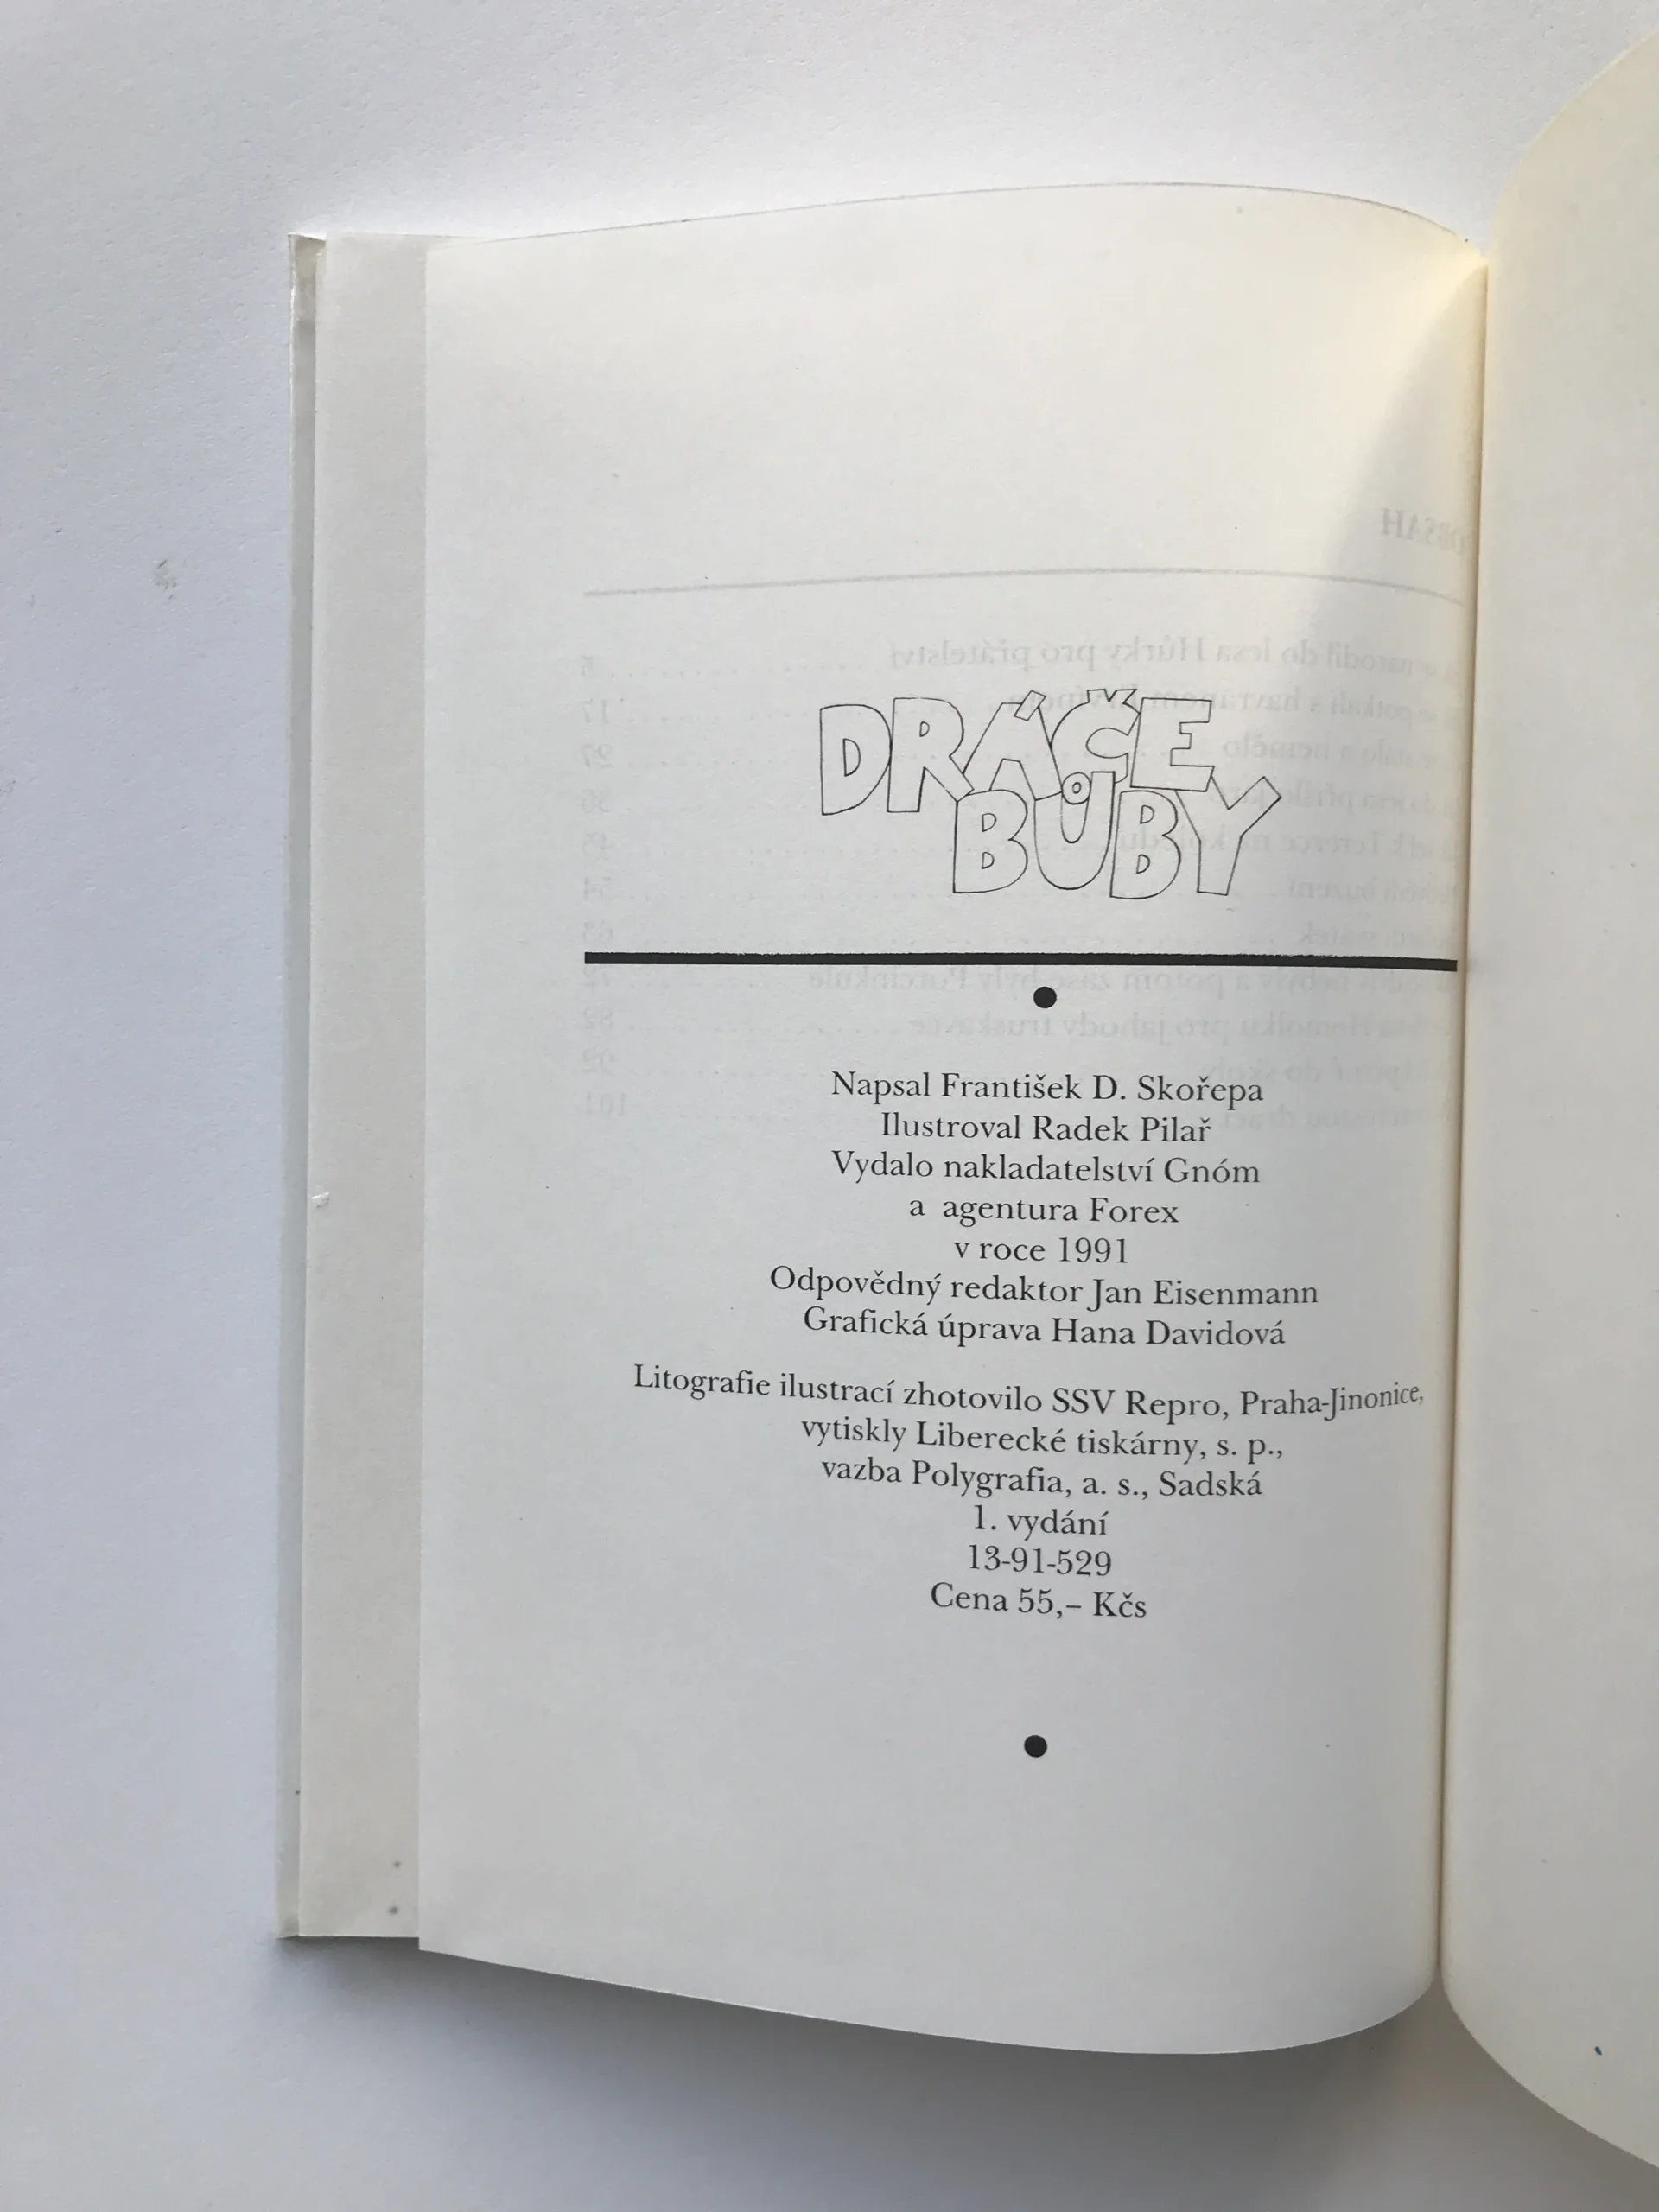 DRÁČE
BUBY
Napsal František D. Skořepa
Ilustroval Radek Pilař
Vydalo nakladatelství Gnóm
a agentura Forex
v roce 1991
Odpovědný redaktor Jan Eisenmann
Grafická úprava Hana Davidová
Litografie ilustrací zhotovilo SSV Repro, Praha-Jinonice,
vytiskly Liberecké tiskárny, s. p.,
vazba Polygrafia, a. s., Sadská
1. vydání
13-91-529
Cena 55,– Kčs